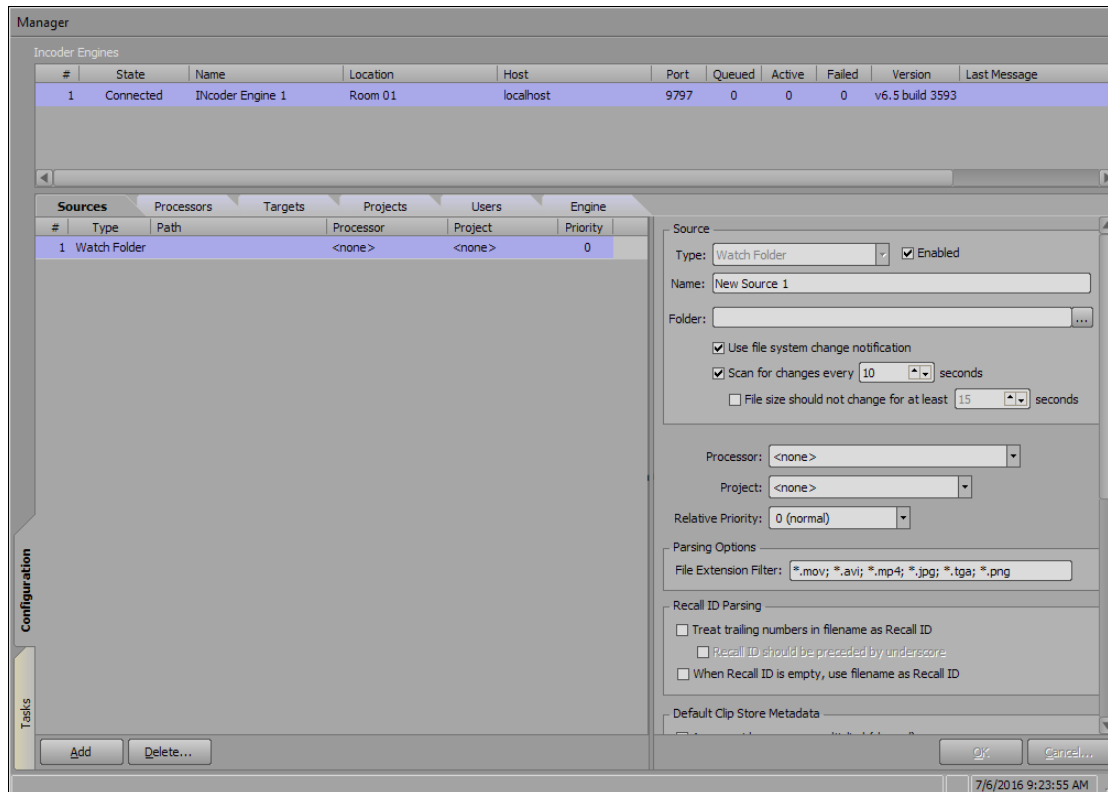 Manager
Incoder Engines
# State Name Location Host Port Queued Active Failed Version Last Message
1 Connected INcoder Engine 1 Room 01 localhost 9797 0 0 0 v6.5 build 3593
Sources Processors Targets Projects Users Engine
# Type Path Processor Project Priority
1 Watch Folder <none> <none> 0
Source
Type: Watch Folder Enabled
Name: New Source 1
Folder: ...
Use file system change notification
Scan for changes every 10 seconds
File size should not change for at least 15 seconds
Processor: <none>
Project: <none>
Relative Priority: 0 (normal)
Parsing Options
File Extension Filter: *.mov; *.avi; *.mp4; *.jpg; *.tga; *.png
Recall ID Parsing
Treat trailing numbers in filename as Recall ID
Recall ID should be preceded by underscore
When Recall ID is empty, use filename as Recall ID
Default Clip Store Metadata
Configuration
Tasks
Add Delete... OK Cancel...
7/6/2016 9:23:55 AM